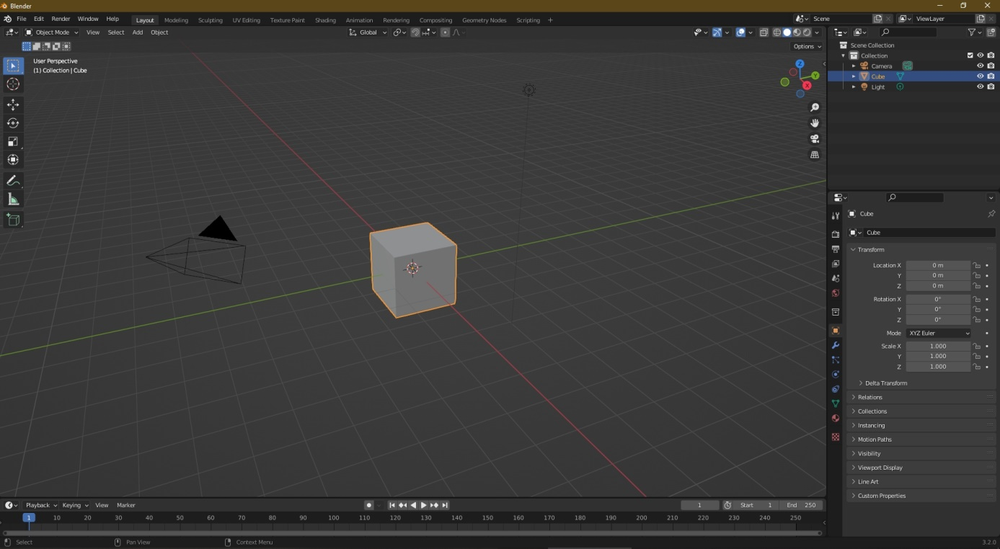 Blender
File Edit Render Window Help Layout Modeling Sculpting UV Editing Texture Paint Shading Animation Rendering Compositing Geometry Nodes Scripting + Scene ViewLayer
Object Mode View Select Add Object Global
Options
User Perspective
(1) Collection | Cube
Z
Y
X
Scene Collection
Collection
Camera
Cube
Light
Cube
Cube
Transform
Location X 0 m
Y 0 m
Z 0 m
Rotation X 0°
Y 0°
Z 0°
Mode XYZ Euler
Scale X 1.000
Y 1.000
Z 1.000
Delta Transform
Relations
Collections
Instancing
Motion Paths
Visibility
Viewport Display
Line Art
Custom Properties
Playback Keying View Marker 1 Start 1 End 250
1 10 20 30 40 50 60 70 80 90 100 110 120 130 140 150 160 170 180 190 200 210 220 230 240 250
Select Pan View Context Menu 3.2.0